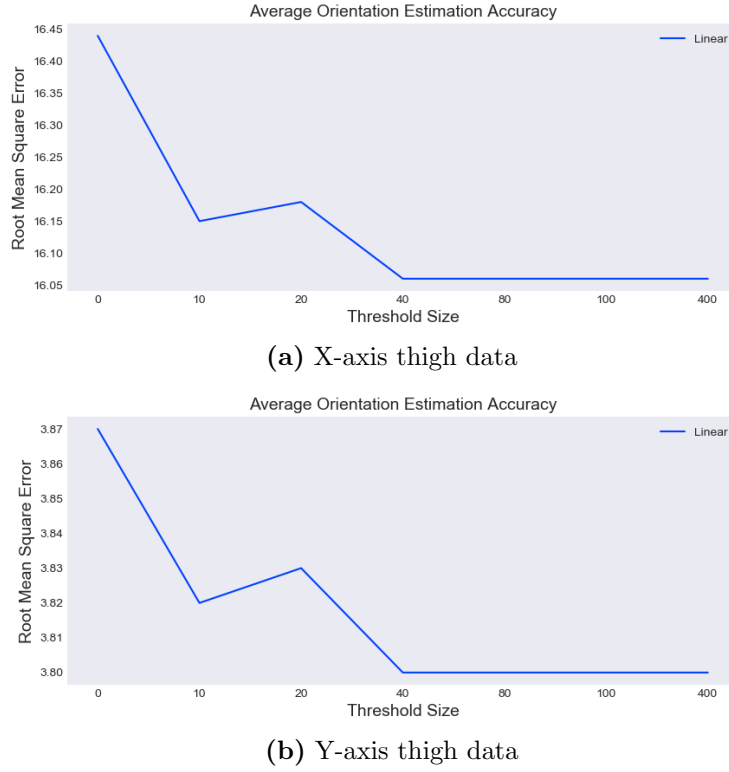 Average Orientation Estimation Accuracy
Linear
Root Mean Square Error
16.45
16.40
16.35
16.30
16.25
16.20
16.15
16.10
16.05
0 10 20 40 80 100 400
Threshold Size
(a) X-axis thigh data
Average Orientation Estimation Accuracy
Linear
Root Mean Square Error
3.87
3.86
3.85
3.84
3.83
3.82
3.81
3.80
0 10 20 40 80 100 400
Threshold Size
(b) Y-axis thigh data